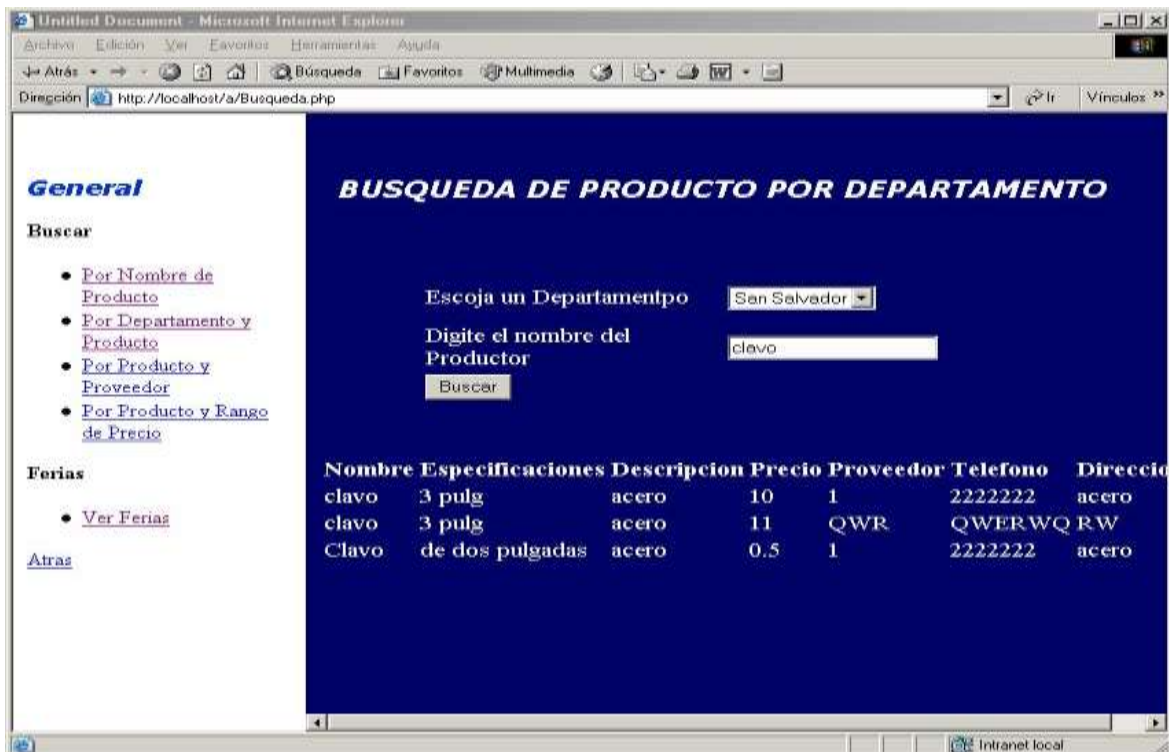 Untitled Document - Microsoft Internet Explorer
Archivo Edición Ver Favoritos Herramientas Ayuda
Atrás Búsqueda Favoritos Multimedia
Dirección http://localhost/a/Busqueda.php Ir Vínculos »
General
Buscar
Por Nombre de
Producto
Por Departamento y
Producto
Por Producto y
Proveedor
Por Producto y Rango
de Precio
Ferias
Ver Ferias
Atras
BUSQUEDA DE PRODUCTO POR DEPARTAMENTO
Escoja un Departamentpo San Salvador
Digite el nombre del
Productor clavo
Buscar
Nombre Especificaciones Descripcion Precio Proveedor Telefono Direccio
clavo 3 pulg acero 10 1 2222222 acero
clavo 3 pulg acero 11 QWR QWERWQ RW
Clavo de dos pulgadas acero 0.5 1 2222222 acero
Intranet local